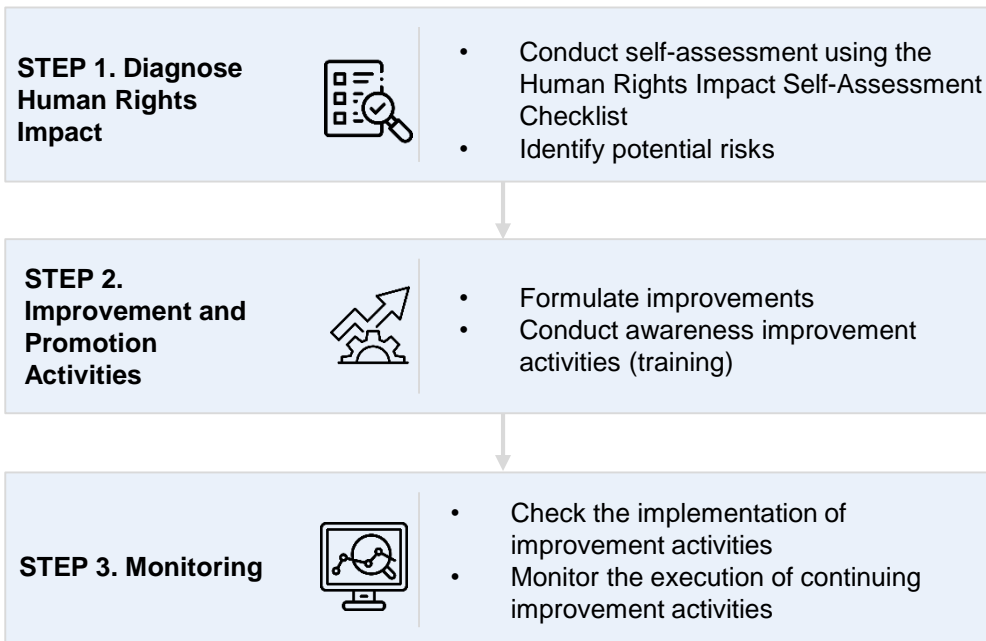 STEP 1. Diagnose
Human Rights
Impact
• Conduct self-assessment using the
Human Rights Impact Self-Assessment
Checklist
• Identify potential risks
STEP 2.
Improvement and
Promotion
Activities
• Formulate improvements
• Conduct awareness improvement
activities (training)
STEP 3. Monitoring
• Check the implementation of
improvement activities
• Monitor the execution of continuing
improvement activities